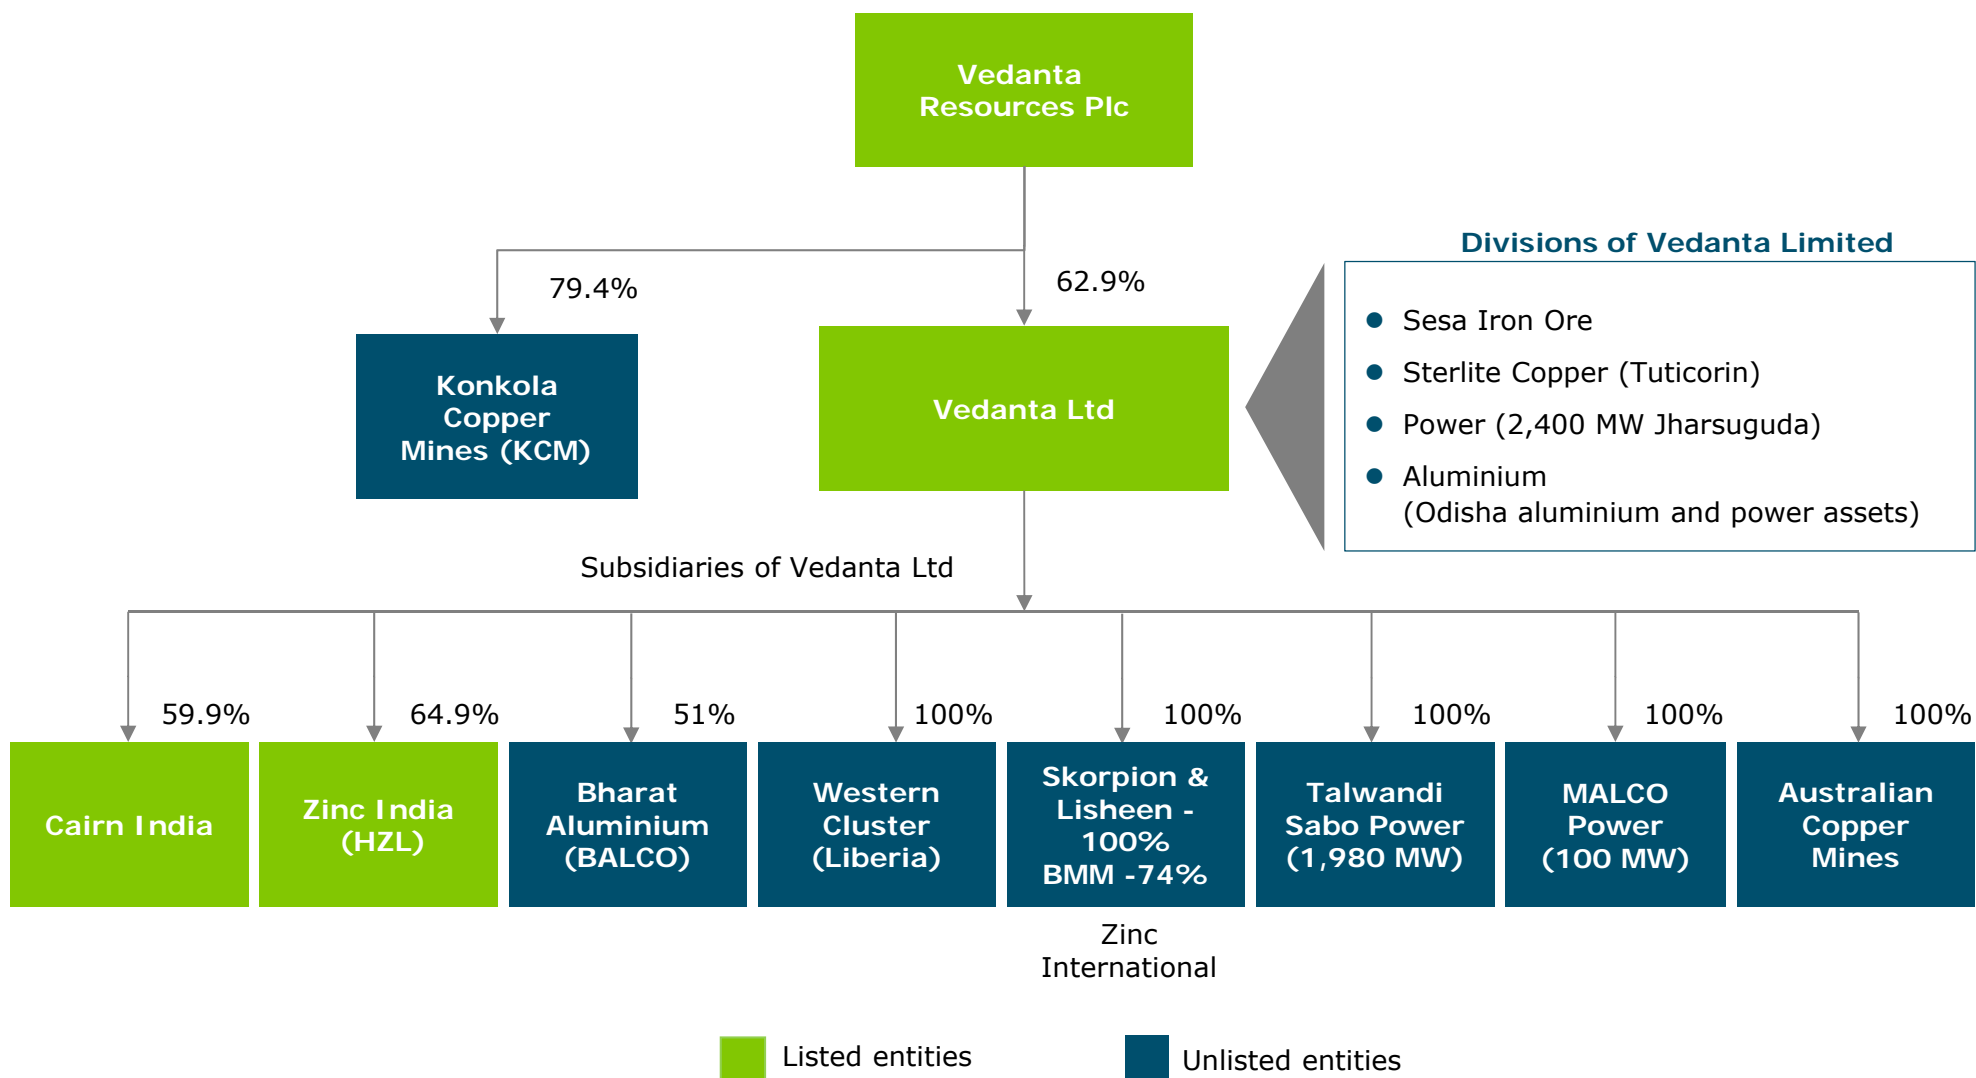 Vedanta
Resources Plc
Divisions of Vedanta Limited
79.4%
62.9%
Konkola
Copper
Mines (KCM)
Vedanta Ltd
Sesa Iron Ore
Sterlite Copper (Tuticorin)
Power (2,400 MW Jharsuguda)
Aluminium
(Odisha aluminium and power assets)
Subsidiaries of Vedanta Ltd
59.9%
64.9%
51%
100%
100%
100%
100%
100%
Cairn India
Zinc India
(HZL)
Bharat
Aluminium
(BALCO)
Western
Cluster
(Liberia)
Skorpion &
Lisheen -
100%
BMM -74%
Talwandi
Sabo Power
(1,980 MW)
MALCO
Power
(100 MW)
Australian
Copper
Mines
Zinc
International
Listed entities
Unlisted entities